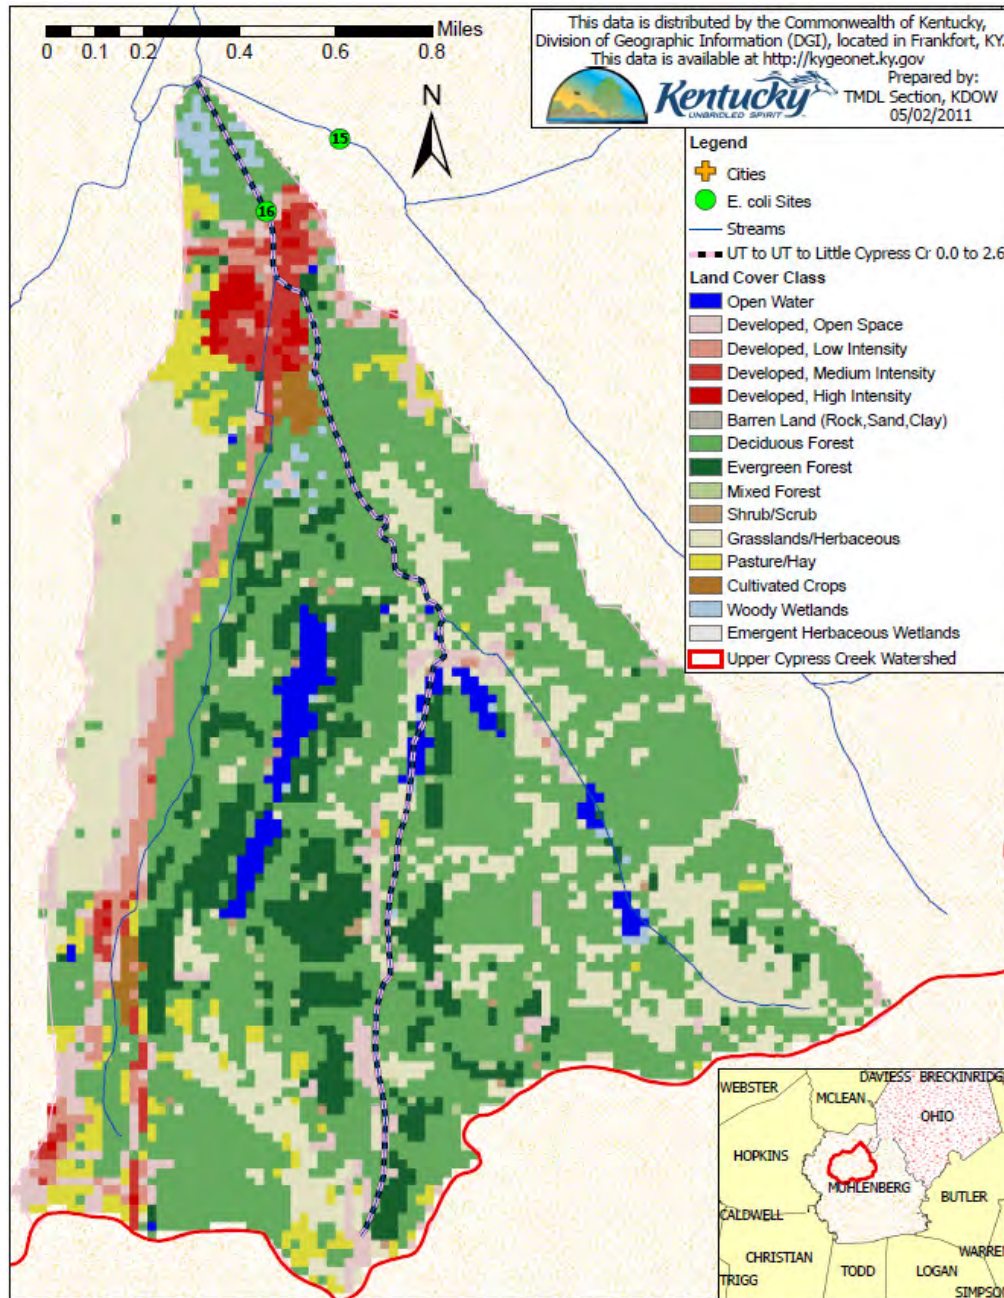 0 0.1 0.2 0.4 0.6 0.8 Miles
This data is distributed by the Commonwealth of Kentucky,
Division of Geographic Information (DGI), located in Frankfort, KY.
This data is available at http://kygeonet.ky.gov
Kentucky
UNBRIDLED SPIRIT
Prepared by:
TMDL Section, KDOW
05/02/2011
N
15
16
Legend
Cities
E. coli Sites
Streams
UT to UT to Little Cypress Cr 0.0 to 2.6
Land Cover Class
Open Water
Developed, Open Space
Developed, Low Intensity
Developed, Medium Intensity
Developed, High Intensity
Barren Land (Rock,Sand,Clay)
Deciduous Forest
Evergreen Forest
Mixed Forest
Shrub/Scrub
Grasslands/Herbaceous
Pasture/Hay
Cultivated Crops
Woody Wetlands
Emergent Herbaceous Wetlands
Upper Cypress Creek Watershed
WEBSTER
DAVIESS BRECKINRIDG
MCLEAN
OHIO
HOPKINS
MUHLENBERG
BUTLER
CALDWELL
CHRISTIAN
WARRE
TRIGG
TODD
LOGAN
SIMPSO